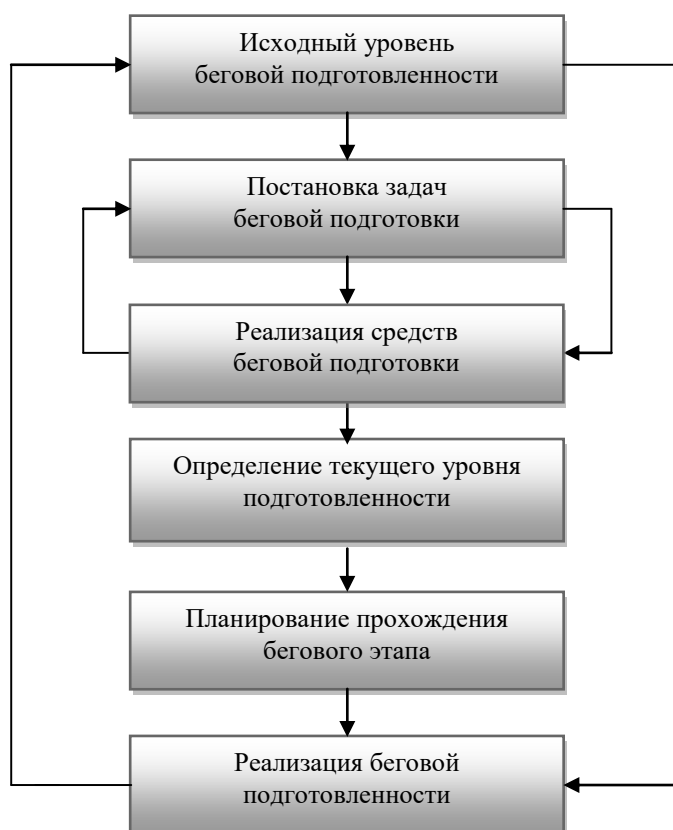 Исходный уровень
беговой подготовленности
Постановка задач
беговой подготовки
Реализация средств
беговой подготовки
Определение текущего уровня
подготовленности
Планирование прохождения
бегового этапа
Реализация беговой
подготовленности